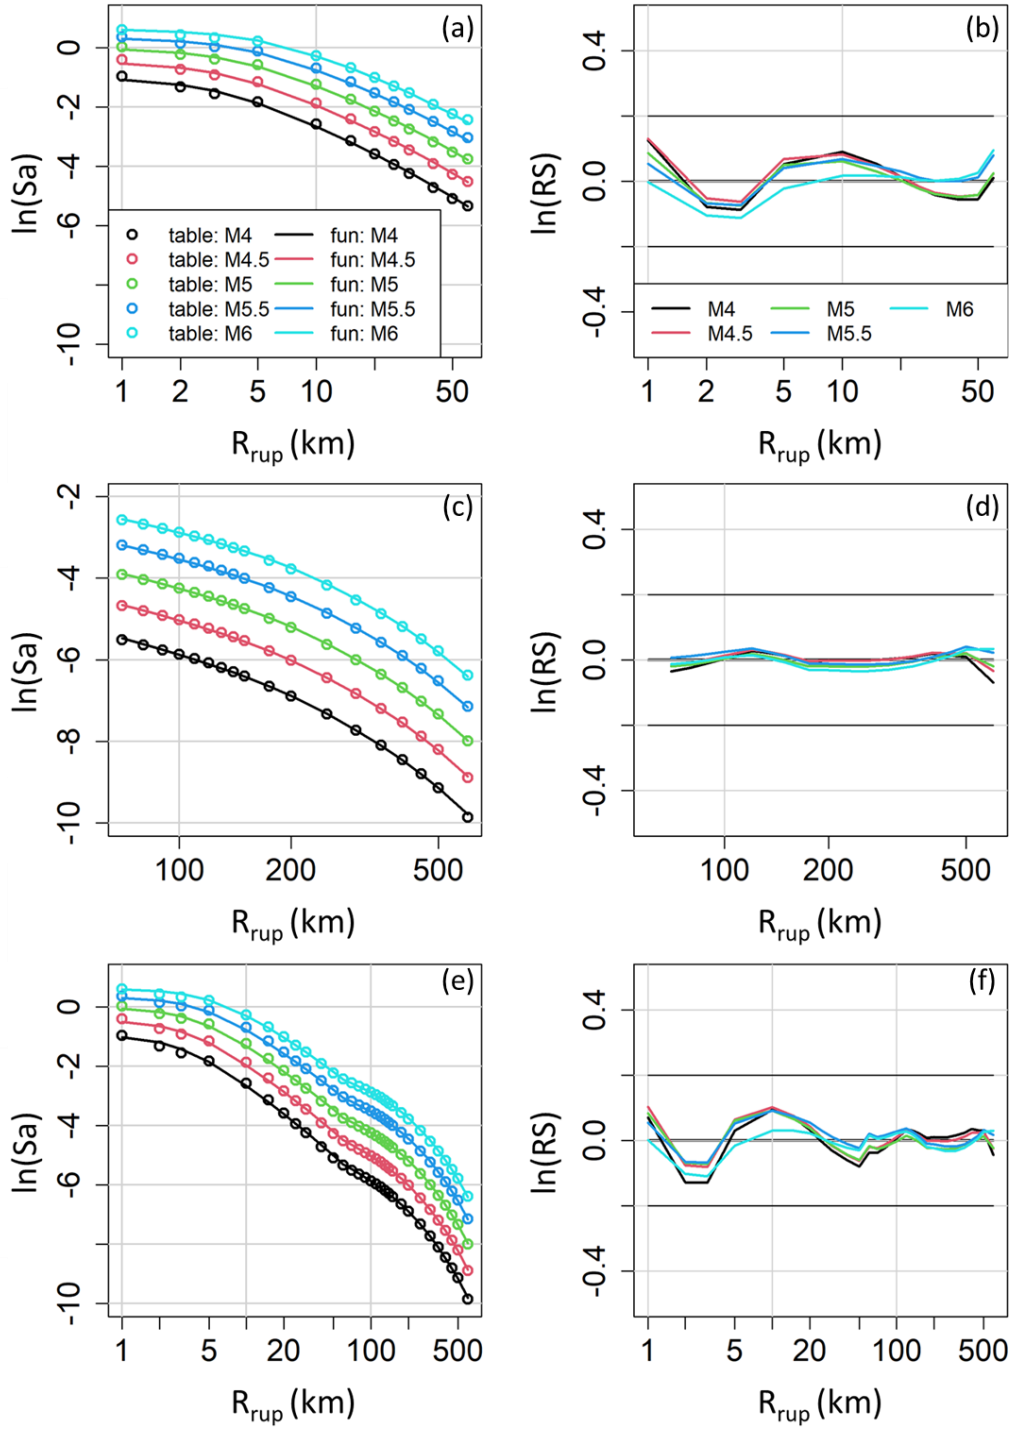 (a)
ln(Sa)
0
-2
-4
-6
-10
table: M4 fun: M4
table: M4.5 fun: M4.5
table: M5 fun: M5
table: M5.5 fun: M5.5
table: M6 fun: M6
1 2 5 10 50
Rrup (km)
(b)
ln(RS)
0.4
0.0
-0.4
M4 M5 M6
M4.5 M5.5
1 2 5 10 50
Rrup (km)
(c)
ln(Sa)
-2
-4
-6
-8
-10
100 200 500
Rrup (km)
(d)
ln(RS)
0.4
0.0
-0.4
100 200 500
Rrup (km)
(e)
ln(Sa)
0
-2
-4
-6
-10
1 5 20 100 500
Rrup (km)
(f)
ln(RS)
0.4
0.0
-0.4
1 5 20 100 500
Rrup (km)